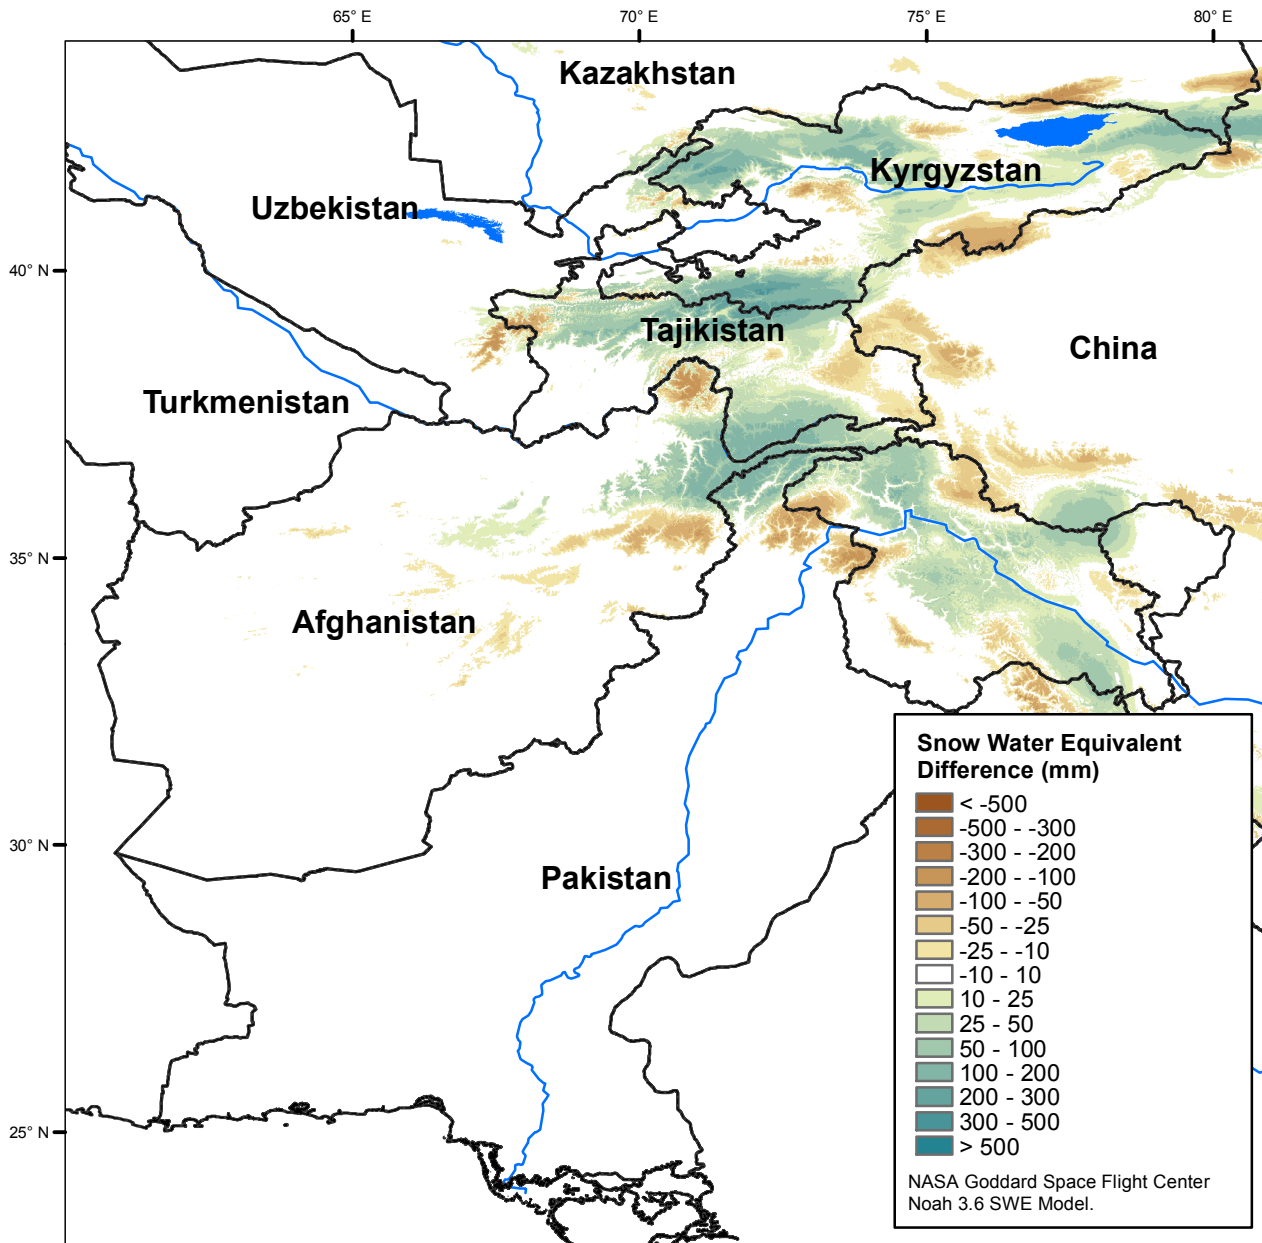 65° E
70° E
75° E
80° E
Kazakhstan
Kyrgyzstan
Uzbekistan
40° N
Tajikistan
China
Turkmenistan
35° N
Afghanistan
Snow Water Equivalent
Difference (mm)
< -500
-500 - -300
-300 - -200
-200 - -100
-100 - -50
-50 - -25
-25 - -10
-10 - 10
10 - 25
25 - 50
50 - 100
100 - 200
200 - 300
300 - 500
> 500
30° N
Pakistan
25° N
NASA Goddard Space Flight Center
Noah 3.6 SWE Model.